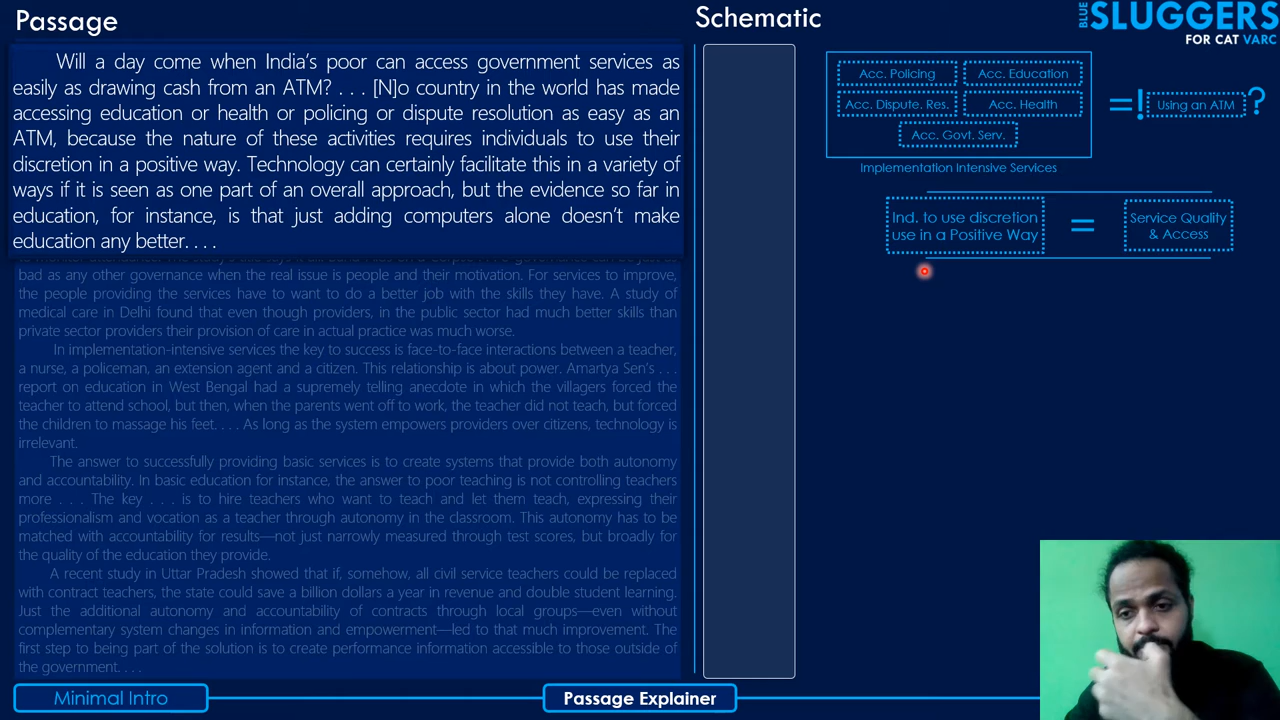 Passage
Will a day come when India's poor can access government services as
easily as drawing cash from an ATM? . . . [N]o country in the world has made
accessing education or health or policing or dispute resolution as easy as an
ATM, because the nature of these activities requires individuals to use their
discretion in a positive way. Technology can certainly facilitate this in a variety of
ways if it is seen as one part of an overall approach, but the evidence so far in
education, for instance, is that just adding computers alone doesn't make
education any better. . . .
bad as any other governance when the real issue is people and their motivation. For services to improve,
the people providing the services have to want to do a better job with the skills they have. A study of
medical care in Delhi found that even though providers, in the public sector had much better skills than
private sector providers their provision of care in actual practice was much worse.
In implementation-intensive services the key to success is face-to-face interactions between a teacher,
a nurse, a policeman, an extension agent and a citizen. This relationship is about power. Amartya Sen's . . .
report on education in West Bengal had a supremely telling anecdote in which the villagers forced the
teacher to attend school, but then, when the parents went off to work, the teacher did not teach, but forced
the children to massage his feet. . . . As long as the system empowers providers over citizens, technology is
irrelevant.
The answer to successfully providing basic services is to create systems that provide both autonomy
and accountability. In basic education for instance, the answer to poor teaching is not controlling teachers
more . . . The key . . . is to hire teachers who want to teach and let them teach, expressing their
professionalism and vocation as a teacher through autonomy in the classroom. This autonomy has to be
matched with accountability for results—not just narrowly measured through test scores, but broadly for
the quality of the education they provide.
A recent study in Uttar Pradesh showed that if, somehow, all civil service teachers could be replaced
with contract teachers, the state could save a billion dollars a year in revenue and double student learning.
Just the additional autonomy and accountability of contracts through local groups—even without
complementary system changes in information and empowerment—led to that much improvement. The
first step to being part of the solution is to create performance information accessible to those outside of
the government. . . .
Schematic
BLUE SLUGGERS
FOR CAT VARC
Acc. Policing Acc. Education
Acc. Dispute. Res. Acc. Health
Acc. Govt. Serv.
=! Using an ATM ?
Implementation Intensive Services
Ind. to use discretion
use in a Positive Way
=
Service Quality
& Access
Minimal Intro
Passage Explainer